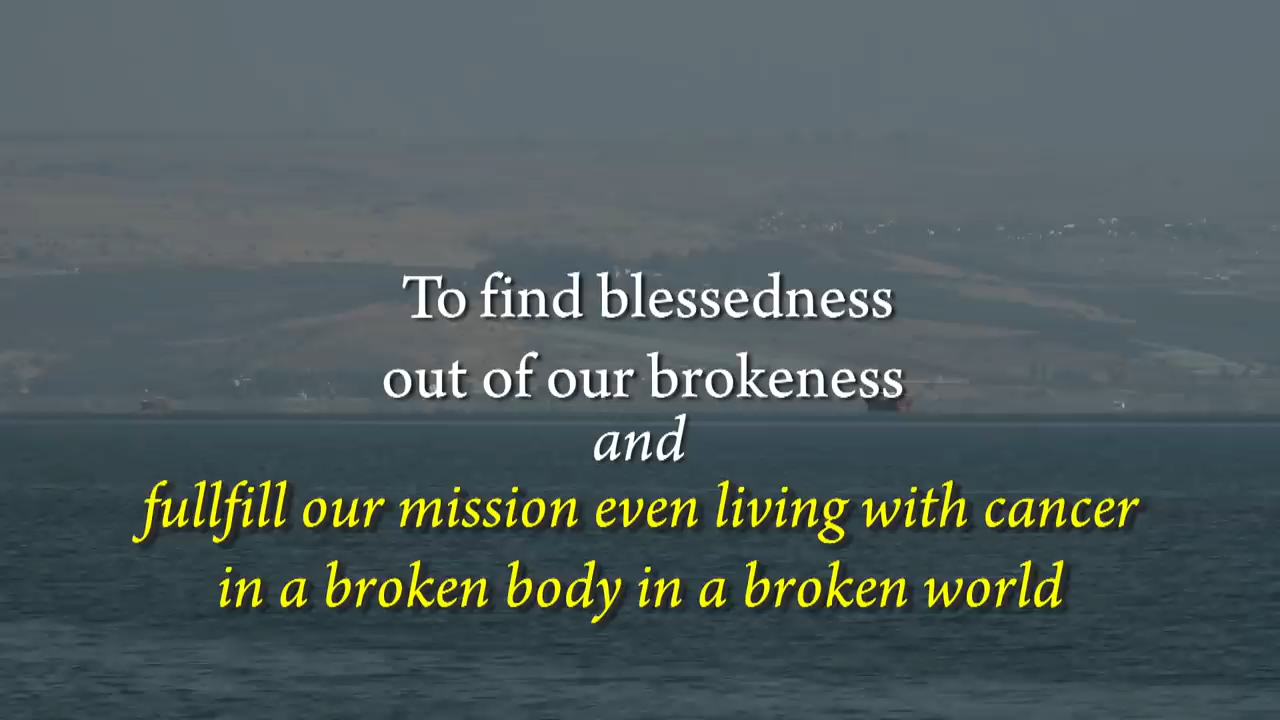 To find blessedness
out of our brokeness
and
fullfill our mission even living with cancer
in a broken body in a broken world